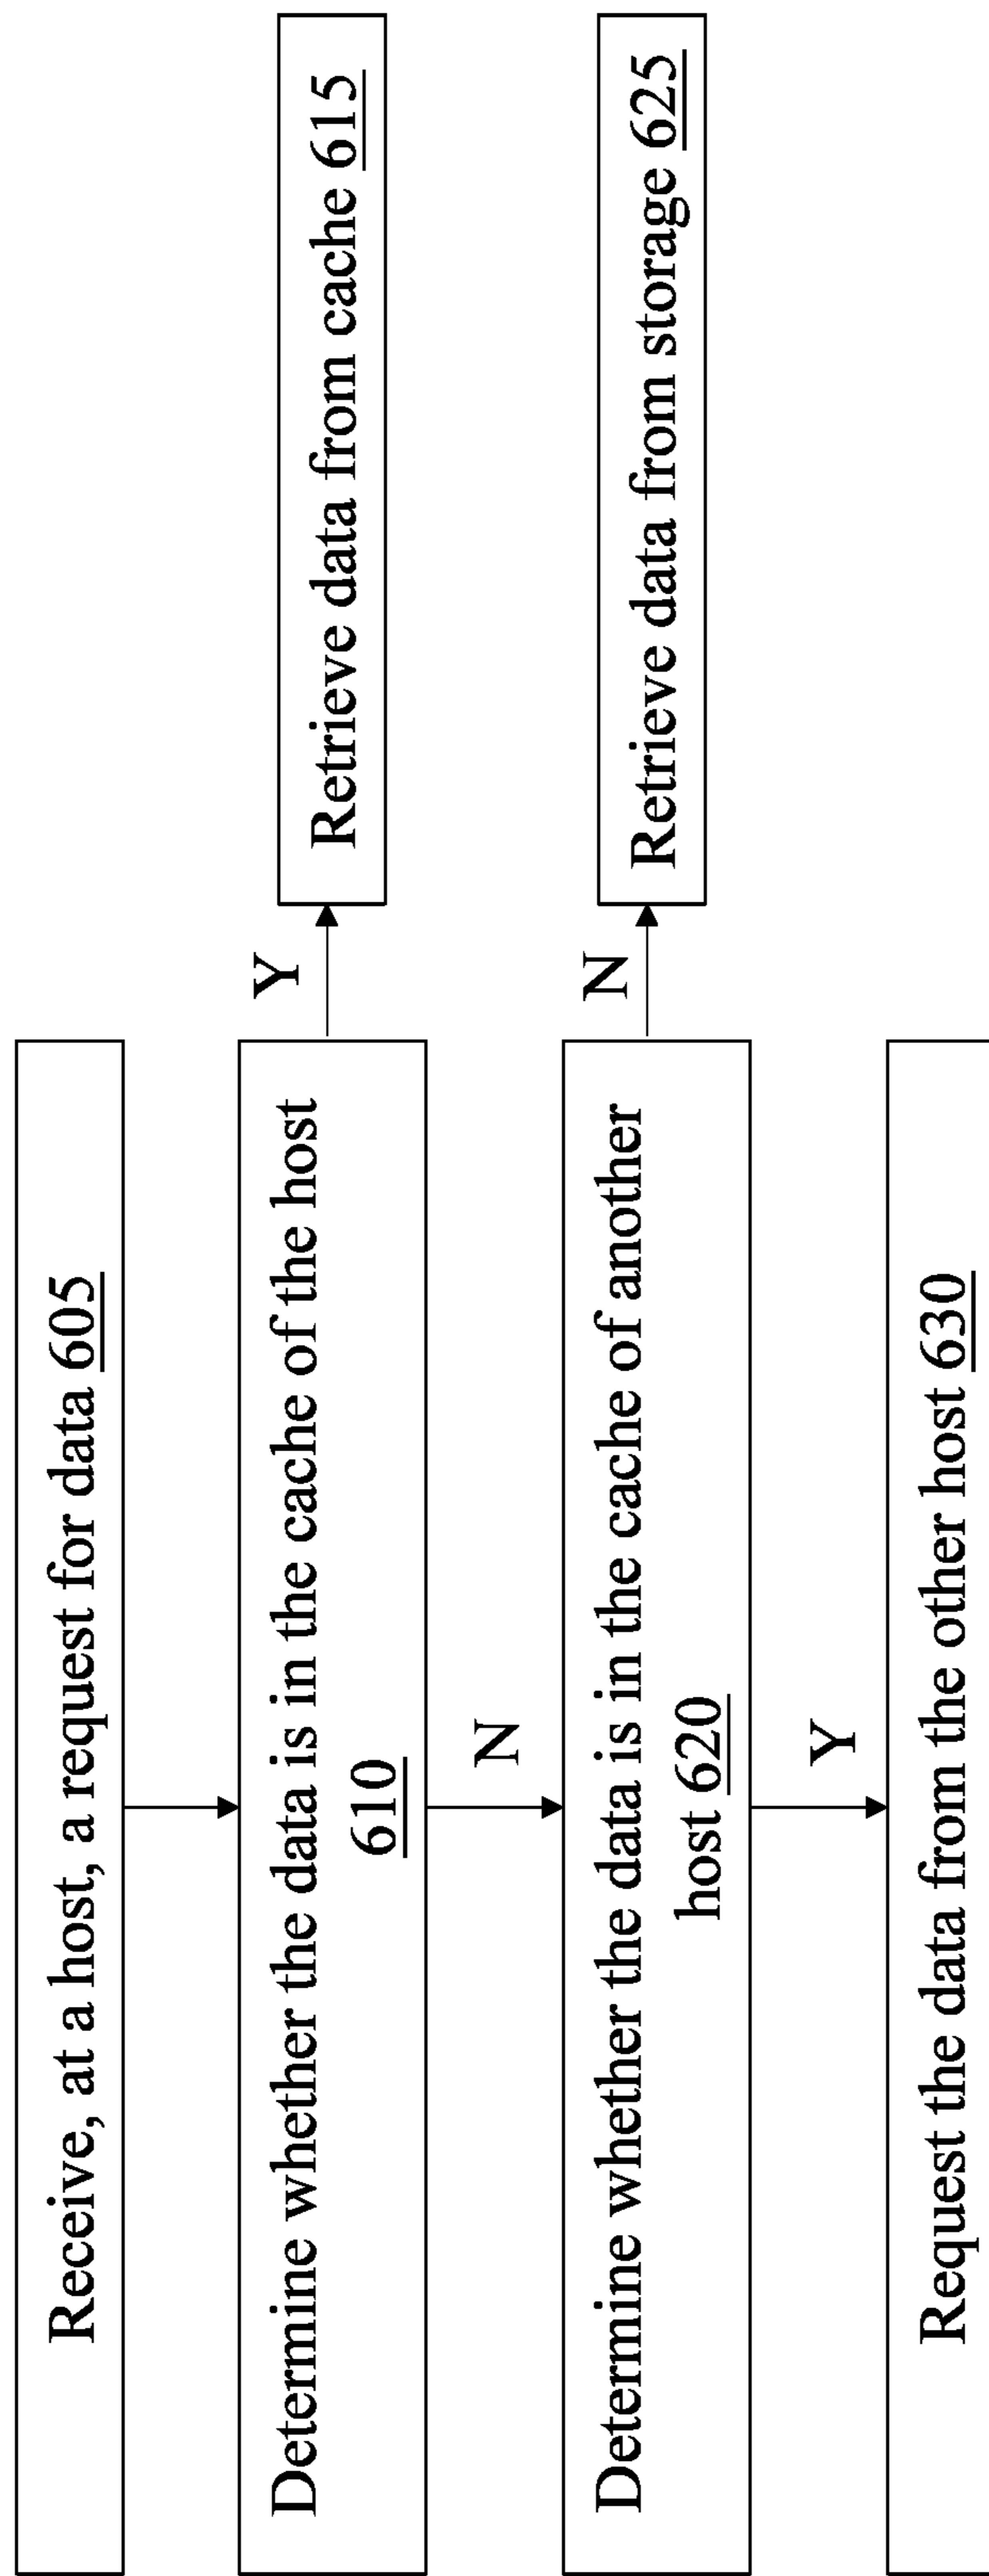 Receive, at a host, a request for data 605
Determine whether the data is in the cache of the host
610
Y
Retrieve data from cache 615
N
Determine whether the data is in the cache of another
host 620
N
Retrieve data from storage 625
Y
Request the data from the other host 630